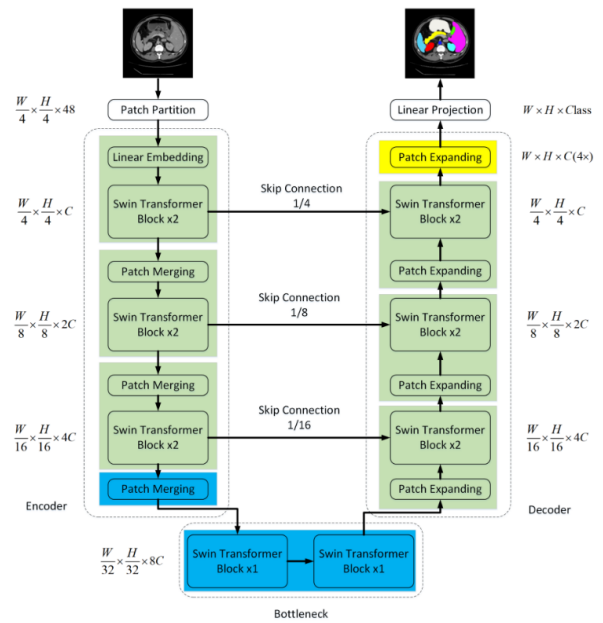 W/4 × H/4 × 48
Patch Partition
Linear Projection
W × H × Class
Linear Embedding
Patch Expanding
W × H × C(4×)
W/4 × H/4 × C
Swin Transformer
Block x2
Skip Connection
1/4
Swin Transformer
Block x2
W/4 × H/4 × C
Patch Merging
Patch Expanding
W/8 × H/8 × 2C
Swin Transformer
Block x2
Skip Connection
1/8
Swin Transformer
Block x2
W/8 × H/8 × 2C
Patch Merging
Patch Expanding
W/16 × H/16 × 4C
Swin Transformer
Block x2
Skip Connection
1/16
Swin Transformer
Block x2
W/16 × H/16 × 4C
Patch Merging
Patch Expanding
Encoder
Decoder
W/32 × H/32 × 8C
Swin Transformer
Block x1
Swin Transformer
Block x1
Bottleneck